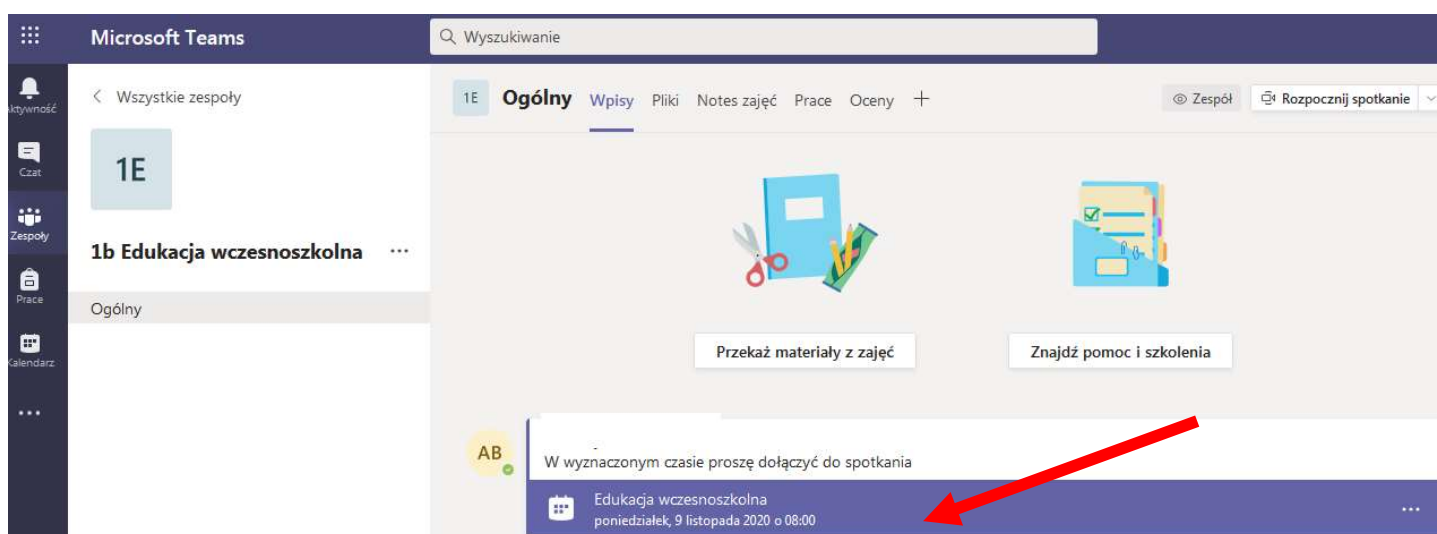 Microsoft Teams
Wyszukiwanie
ktywność
Czat
Zespoły
Prace
Kalendarz
Wszystkie zespoły
1E
1b Edukacja wczesnoszkolna ...
Ogólny
1E Ogólny Wpisy Pliki Notes zajęć Prace Oceny +
Zespół Rozpocznij spotkanie
Przekaż materiały z zajęć
Znajdź pomoc i szkolenia
AB
W wyznaczonym czasie proszę dołączyć do spotkania
Edukacja wczesnoszkolna
poniedziałek, 9 listopada 2020 o 08:00